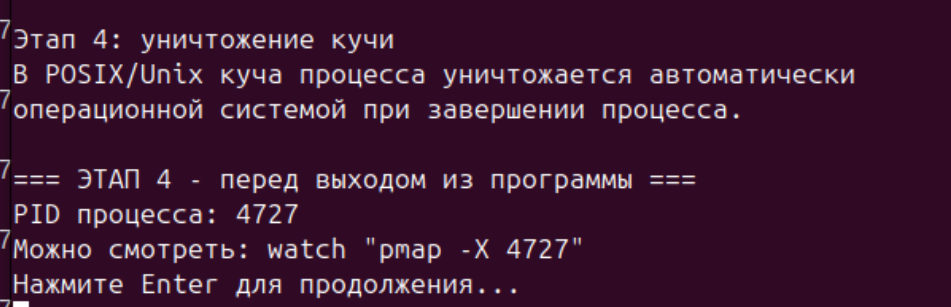 Этап 4: уничтожение кучи
В POSIX/Unix куча процесса уничтожается автоматически
операционной системой при завершении процесса.
=== ЭТАП 4 - перед выходом из программы ===
PID процесса: 4727
Можно смотреть: watch "pmap -X 4727"
Нажмите Enter для продолжения...